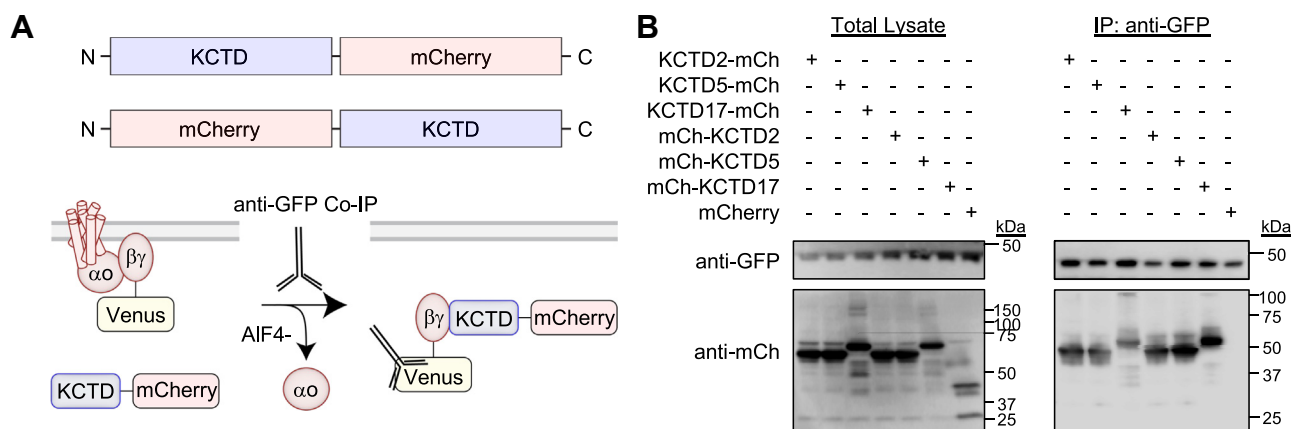 A
N KCTD mCherry C
N mCherry KCTD C
anti-GFP Co-IP
αo βγ
Venus
AlF4-
βγ KCTD mCherry
Venus
KCTD mCherry
αo
B
Total Lysate IP: anti-GFP
KCTD2-mCh + - - - - - - + - - - - - -
KCTD5-mCh - + - - - - - - + - - - - -
KCTD17-mCh - - + - - - - - - + - - - -
mCh-KCTD2 - - - + - - - - - - + - - -
mCh-KCTD5 - - - - + - - - - - - + - -
mCh-KCTD17 - - - - - + - - - - - - + -
mCherry - - - - - - + - - - - - - +
kDa kDa
anti-GFP 50 50
anti-mCh
150
100
75
50
37
25
100
75
50
37
25